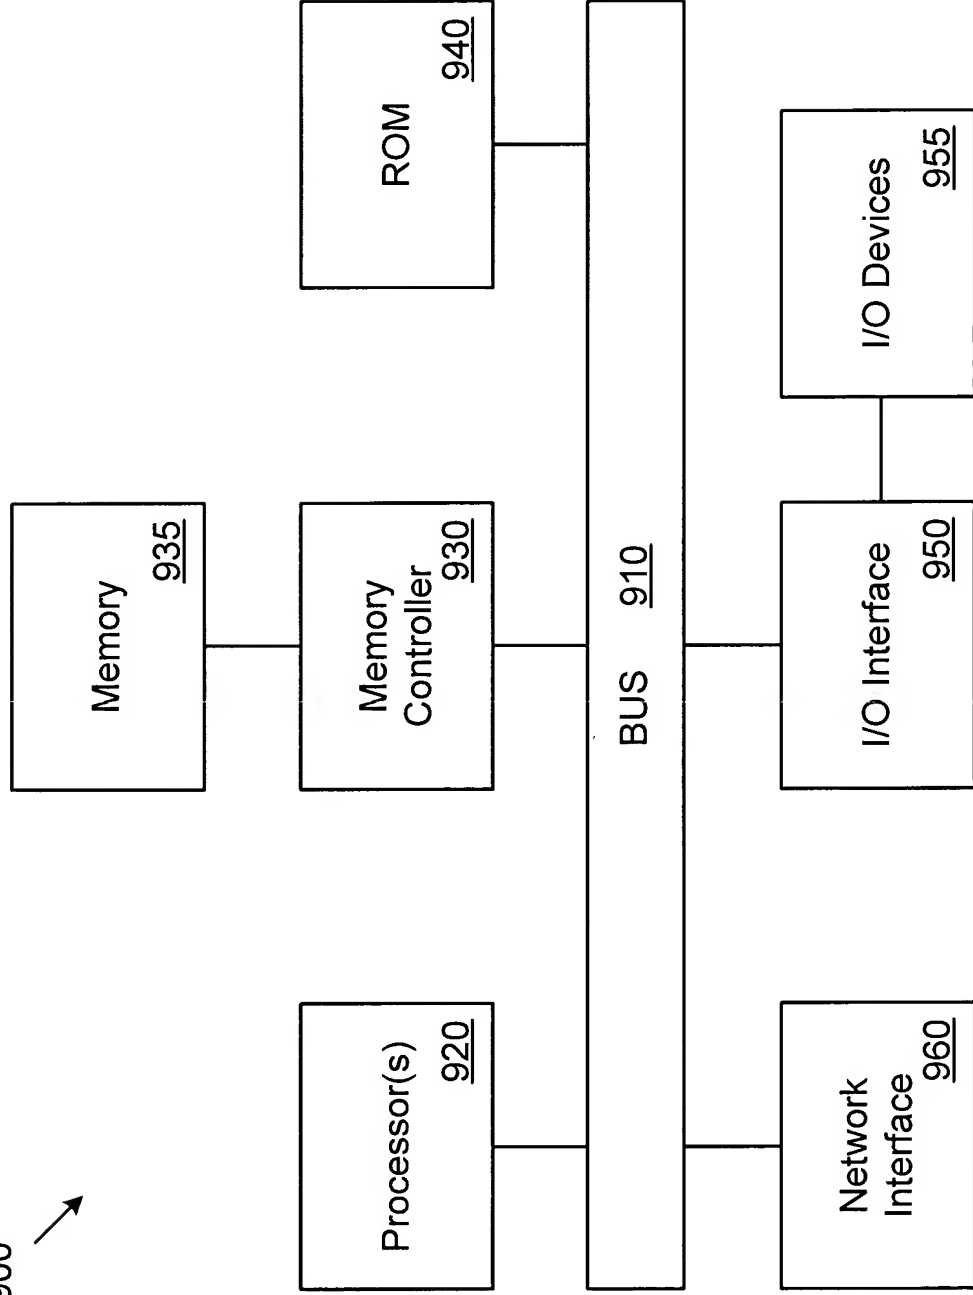 Memory
935
Processor(s)
920
Memory
Controller
930
ROM
940
BUS 910
Network
Interface
960
I/O Interface
950
I/O Devices
955